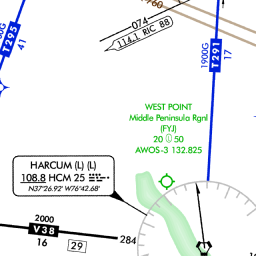 074
114.1 RIC 88
00G
T295
41
1900G
T291
17
WEST POINT
Middle Peninsula Rgnl
(FYJ)
20 50
AWOS-3 132.825
HARCUM (L) (L)
108.8 HCM 25
N37°26.92' W76°42.68'
2000
V38
16
29
284